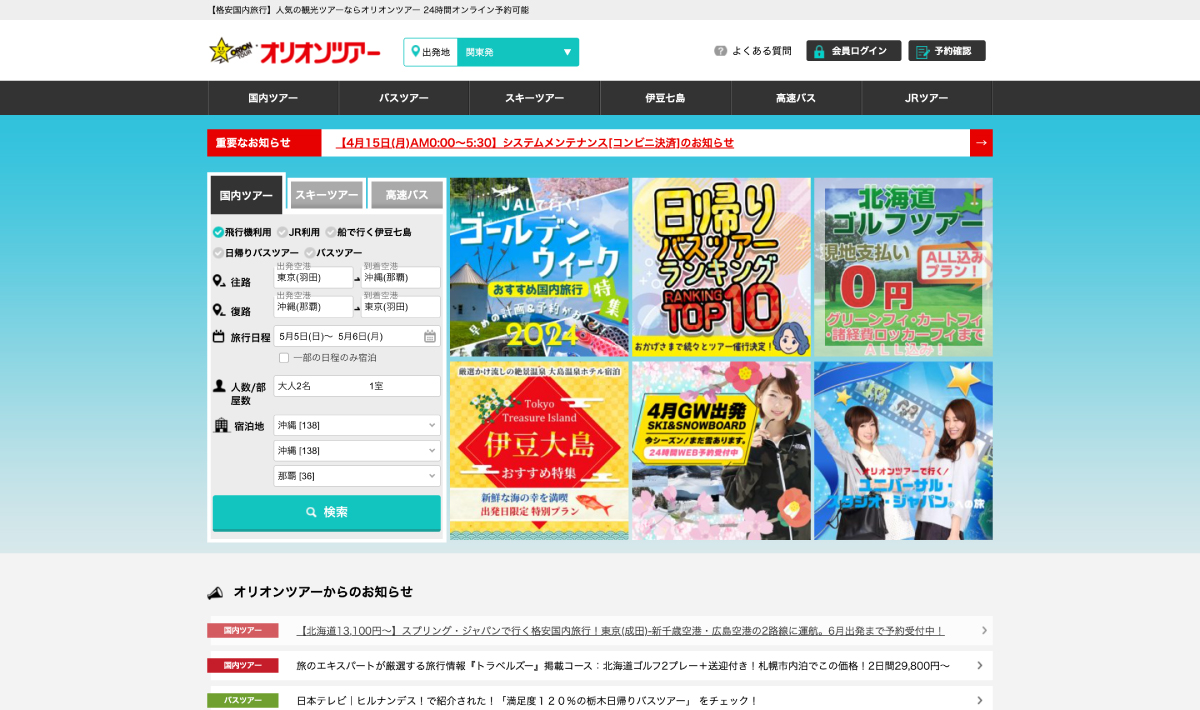 【格安国内旅行】人気の観光ツアーならオリオンツアー 24時間オンライン予約可能
ORION TOUR オリオンツアー
出発地 関東発 ▼
? よくある質問
会員ログイン
予約確認
国内ツアー バスツアー スキーツアー 伊豆七島 高速バス JRツアー
重要なお知らせ 【4月15日(月)AM0:00〜5:30】システムメンテナンス[コンビニ決済]のお知らせ →
国内ツアー スキーツアー 高速バス
飛行機利用 JR利用 船で行く伊豆七島
日帰りバスツアー バスツアー
出発空港 到着空港
往路 東京(羽田) 沖縄(那覇)
出発空港 到着空港
復路 沖縄(那覇) 東京(羽田)
旅行日程 5月5日(日)〜 5月6日(月)
一部の日程のみ宿泊
人数/部屋数 大人2名 1室
宿泊地 沖縄 [138]
沖縄 [138]
那覇 [36]
検索
JALで行く!
ゴールデン
ウィーク
おすすめ国内旅行 特集
早めの計画&予約がお
2024
日帰り
バスツアー
ランキング
RANKING
TOP10
おかげさまで続々とツアー催行決定!
北海道
ゴルフツアー
現地支払い
ALL込み
プラン!
0円
グリーンフィ・カートフィ
・諸経費ロッカーフィまで
ALL込み!
厳選かけ流しの絶景温泉 大島温泉ホテル宿泊
Tokyo
Treasure Island
伊豆大島
おすすめ特集
新鮮な海の幸を満喫
出発日限定 特別プラン
4月GW出発
SKI&SNOWBOARD
今シーズン!まだ雪あります。
24時間WEB予約受付中
オリオンツアーで行く!
ユニバーサル・
スタジオ・ジャパン®への旅
オリオンツアーからのお知らせ
国内ツアー 【北海道13,100円〜】スプリング・ジャパンで行く格安国内旅行！東京(成田)-新千歳空港・広島空港の2路線に運航。6月出発まで予約受付中！
国内ツアー 旅のエキスパートが厳選する旅行情報『トラベルズー』掲載コース：北海道ゴルフ2プレー＋送迎付き！札幌市内泊でこの価格！2日間29,800円〜
バスツアー 日本テレビ｜ヒルナンデス！で紹介された！「満足度１２０％の栃木日帰りバスツアー」 をチェック！